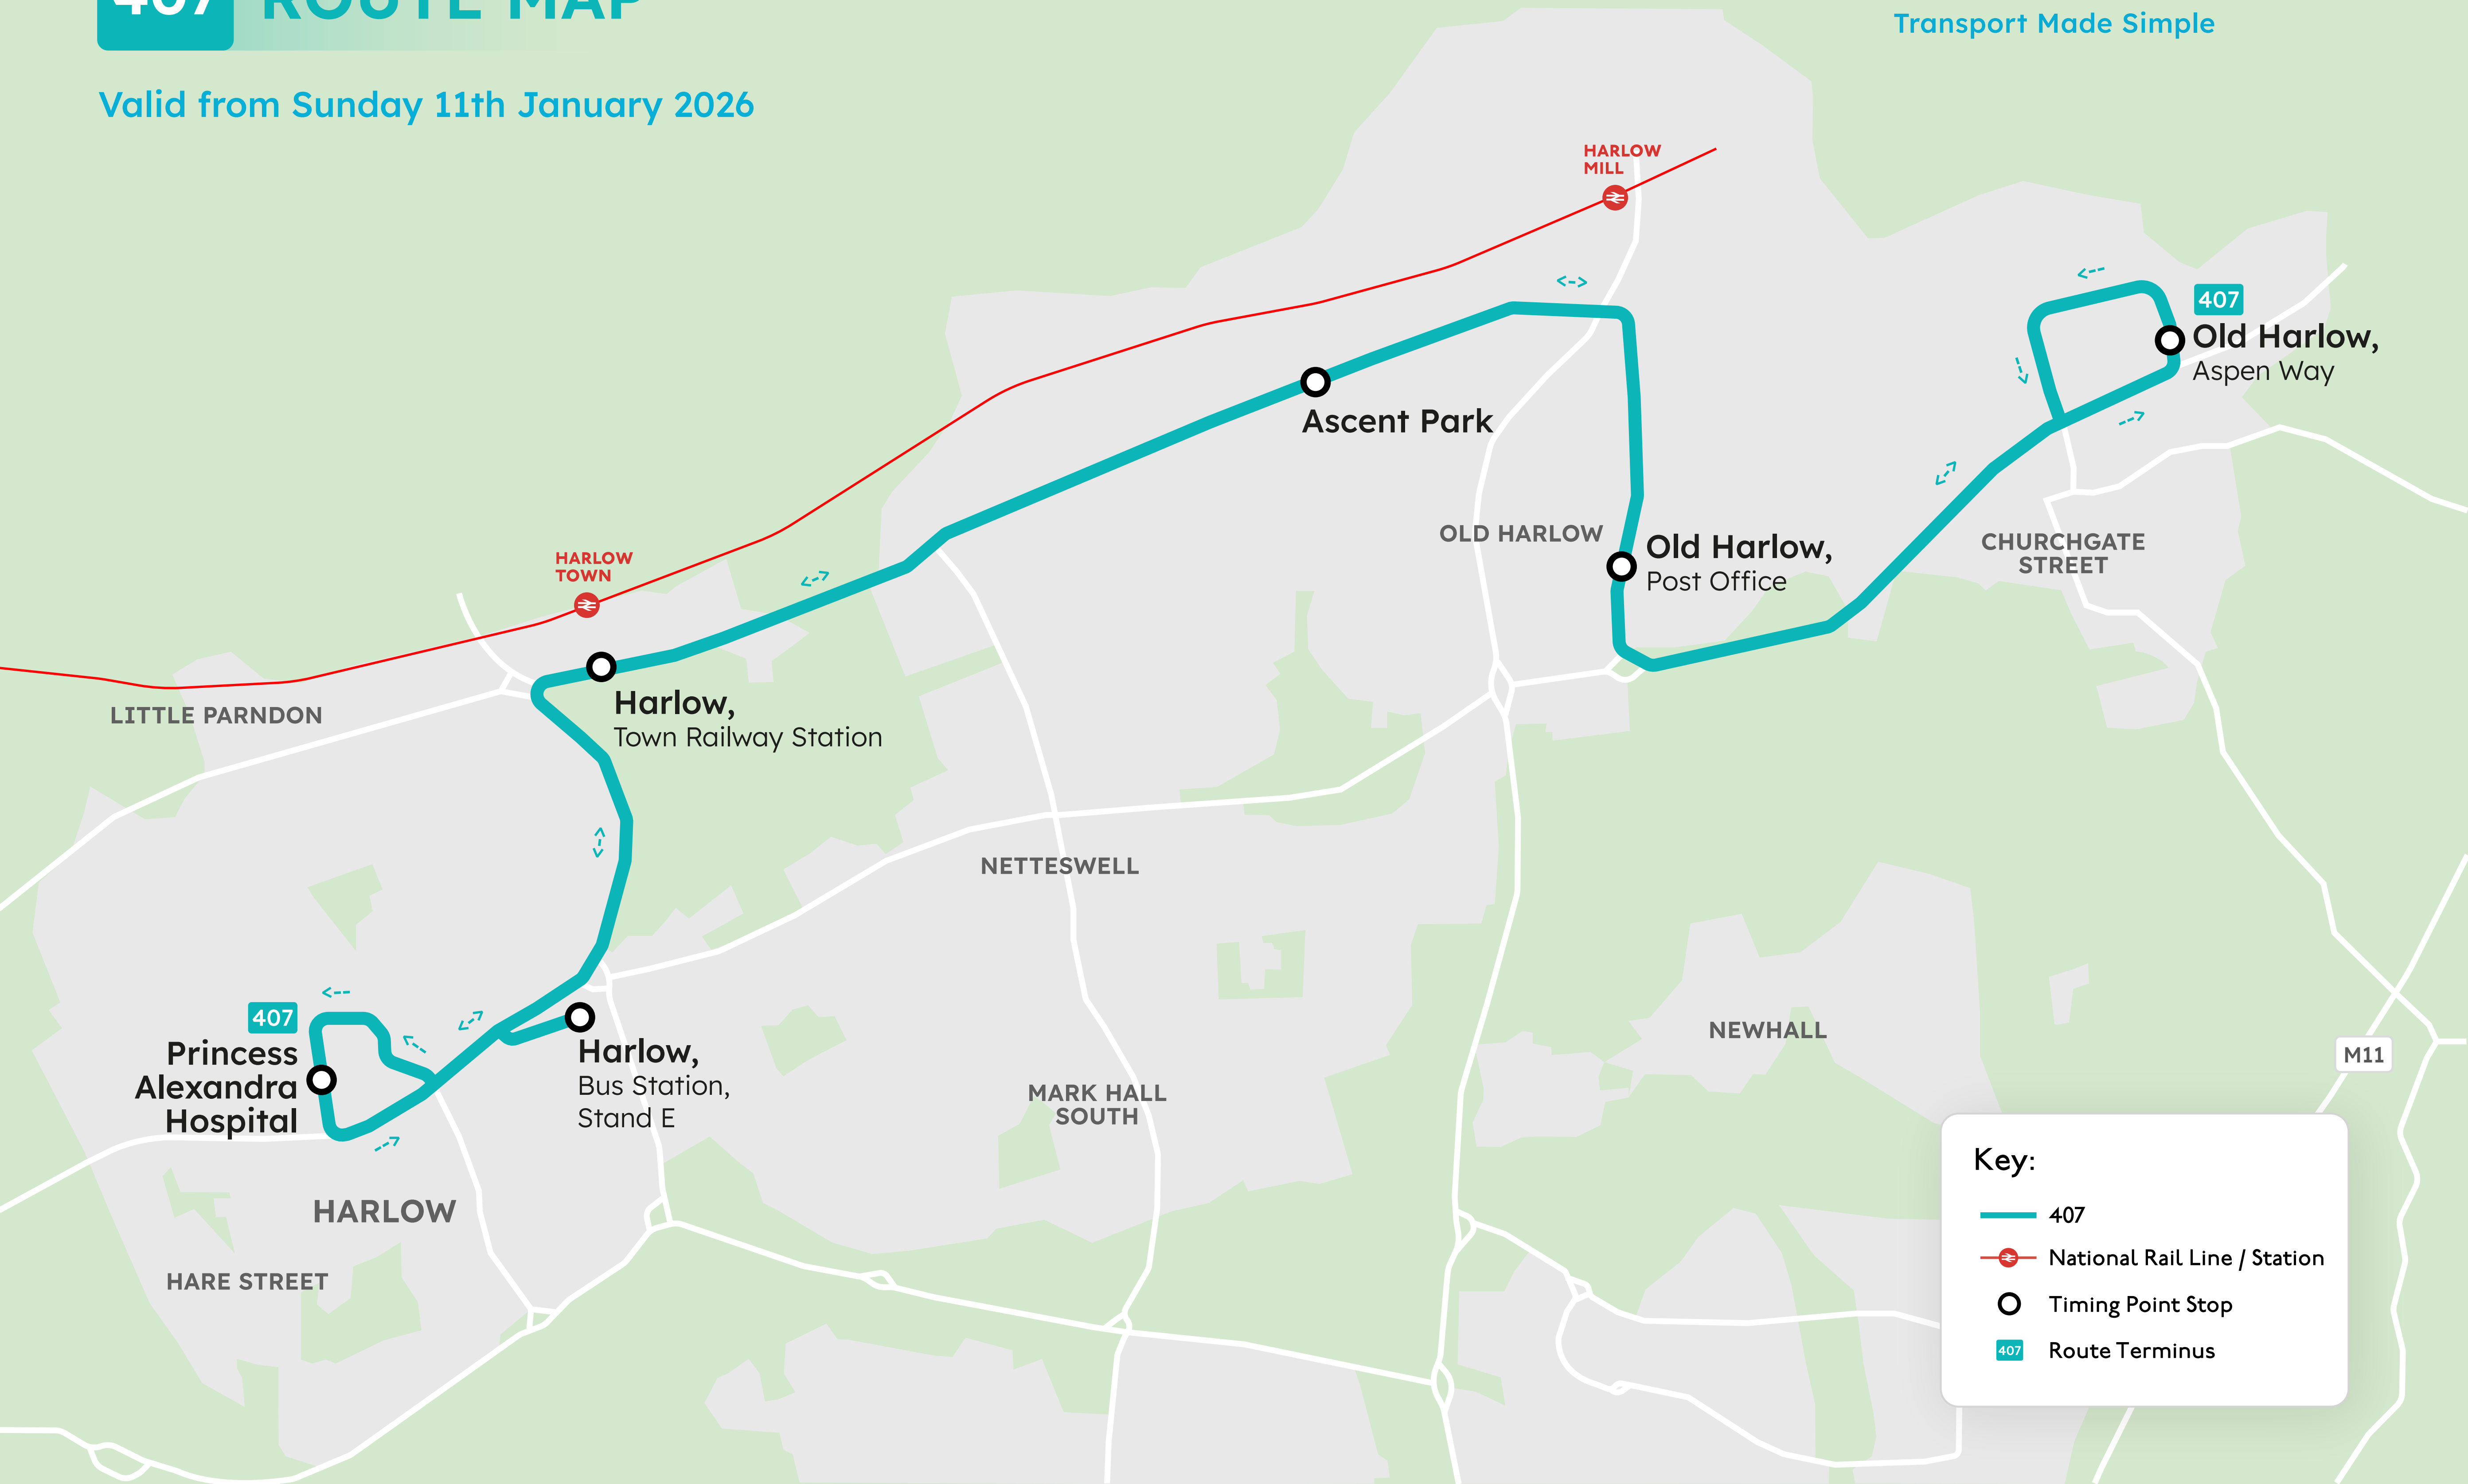 407 ROUTE MAP
Transport Made Simple
Valid from Sunday 11th January 2026
HARLOW
MILL
407
Old Harlow,
Aspen Way
Ascent Park
OLD HARLOW
Old Harlow,
Post Office
CHURCHGATE
STREET
HARLOW
TOWN
Harlow,
Town Railway Station
LITTLE PARNDON
NETTESWELL
407
Princess
Alexandra
Hospital
Harlow,
Bus Station,
Stand E
NEWHALL
M11
MARK HALL
SOUTH
HARLOW
HARE STREET
Key:
407
National Rail Line / Station
Timing Point Stop
407 Route Terminus